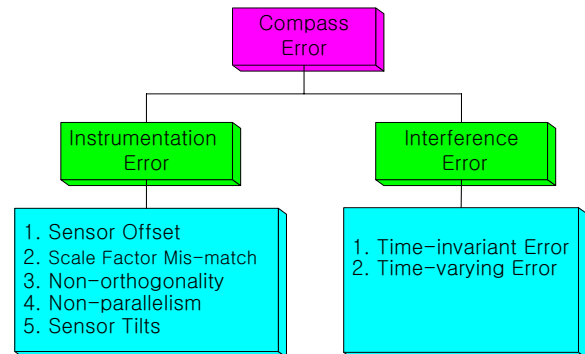 Compass
Error
Instrumentation
Error
Interference
Error
1. Sensor Offset
2. Scale Factor Mis-match
3. Non-orthogonality
4. Non-parallelism
5. Sensor Tilts
1. Time-invariant Error
2. Time-varying Error